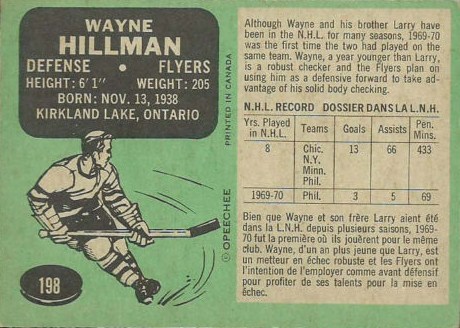 WAYNE
HILLMAN
DEFENSE • FLYERS
HEIGHT: 6' 1" WEIGHT: 205
BORN: NOV. 13, 1938
KIRKLAND LAKE, ONTARIO
198
PRINTED IN CANADA
© OPEECHEE
Although Wayne and his brother Larry have
been in the N.H.L. for many seasons, 1969-70
was the first time the two had played on the
same team. Wayne, a year younger than Larry,
is a robust checker and the Flyers plan on
using him as a defensive forward to take ad-
vantage of his solid body checking.
N.H.L. RECORD DOSSIER DANS LA L.N.H.
Yrs. Played in N.H.L. Teams Goals Assists Pen. Mins.
8 Chic. 13 66 433
N.Y.
Minn.
Phil.
1969-70 Phil. 3 5 69
Bien que Wayne et son frère Larry aient été
dans la L.N.H. depuis plusieurs saisons, 1969-
70 fut la première où ils jouèrent pour le même
club. Wayne, d'un an plus jeune que Larry, est
un metteur en échec robuste et les Flyers ont
l'intention de l'employer comme avant défensif
pour profiter de ses talents pour la mise en
échec.